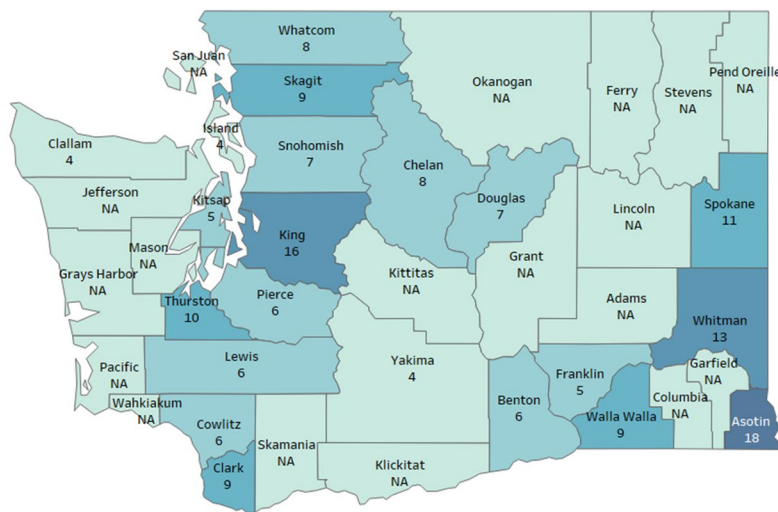 Whatcom
8
San Juan
NA
Skagit
9
Okanogan
NA
Ferry
NA
Stevens
NA
Pend Oreille
NA
Island
4
Clallam
4
Snohomish
7
Chelan
8
Jefferson
NA
Kitsap
5
Douglas
7
Lincoln
NA
Spokane
11
King
16
Mason
NA
Grays Harbor
NA
Kittitas
NA
Grant
NA
Thurston
10
Pierce
6
Adams
NA
Whitman
13
Lewis
6
Yakima
4
Pacific
NA
Franklin
5
Garfield
NA
Wahkiakum
NA
Benton
6
Columbia
NA
Walla Walla
9
Asotin
18
Cowlitz
6
Skamania
NA
Clark
9
Klickitat
NA